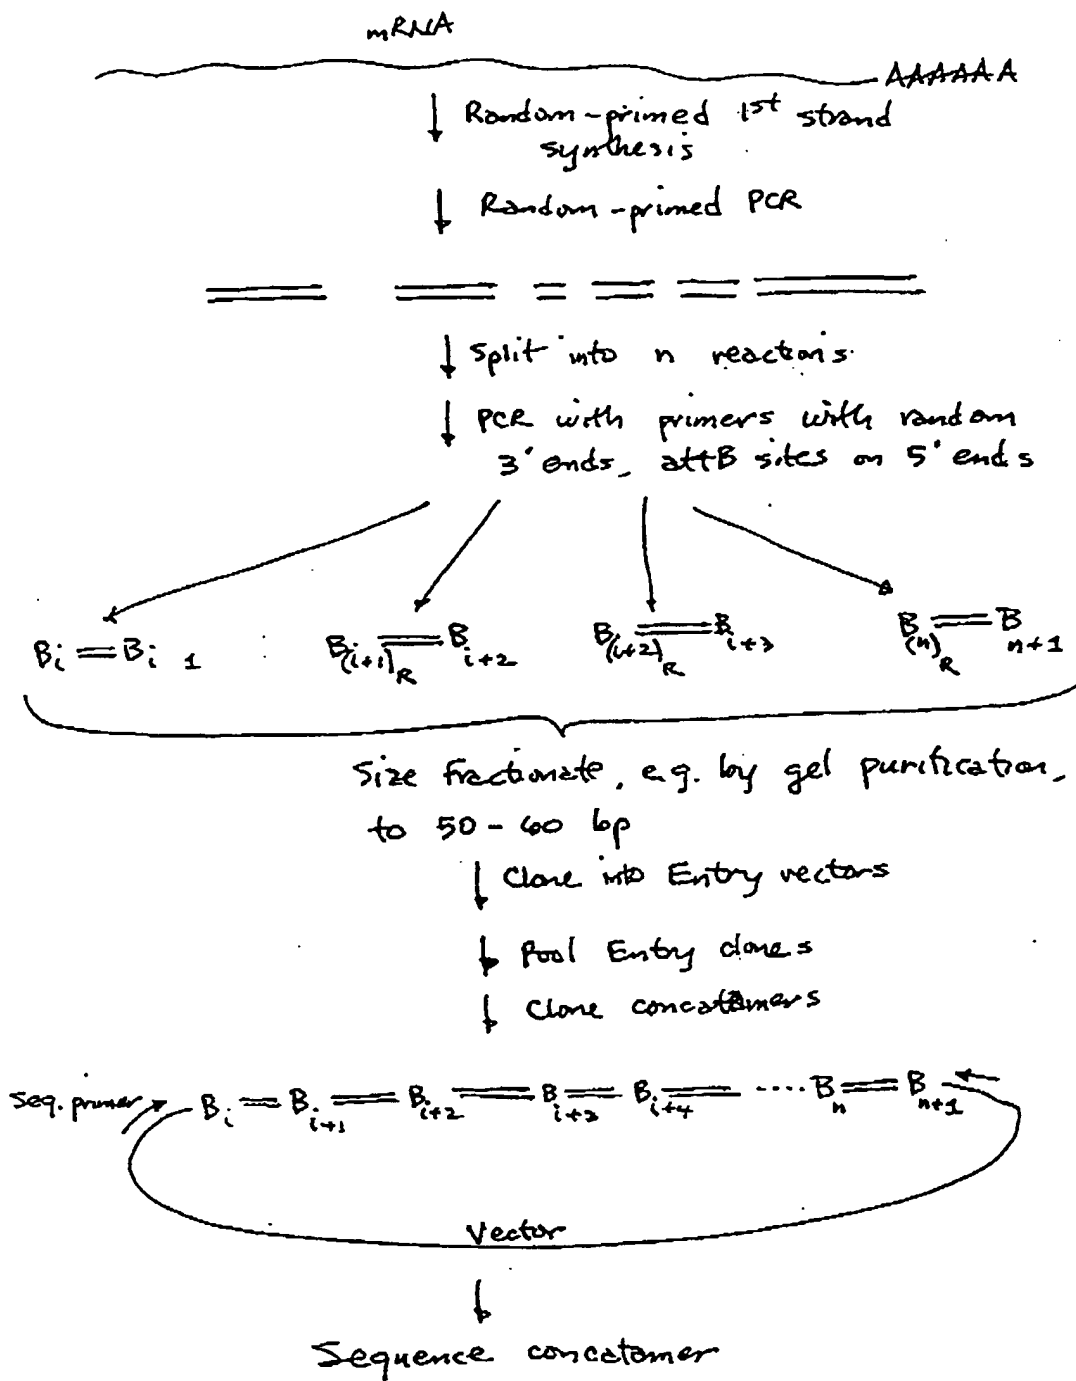 mRNA
AAAAAA
Random-primed 1st strand
synthesis
Random-primed PCR
Split into n reactions
PCR with primers with random
3' ends, attB sites on 5' ends
Bi = Bi 1 B(i+1)R = Bi+2 B(i+2)R = Bi+3 B(n)R = Bn+1
Size fractionate, e.g. by gel purification,
to 50-60 bp
Clone into Entry vectors
Pool Entry clones
Clone concatamers
Seq. primer Bi = Bi+1 = Bi+2 = Bi+3 = Bi+4 = .... Bn = Bn+1
Vector
Sequence concatomer